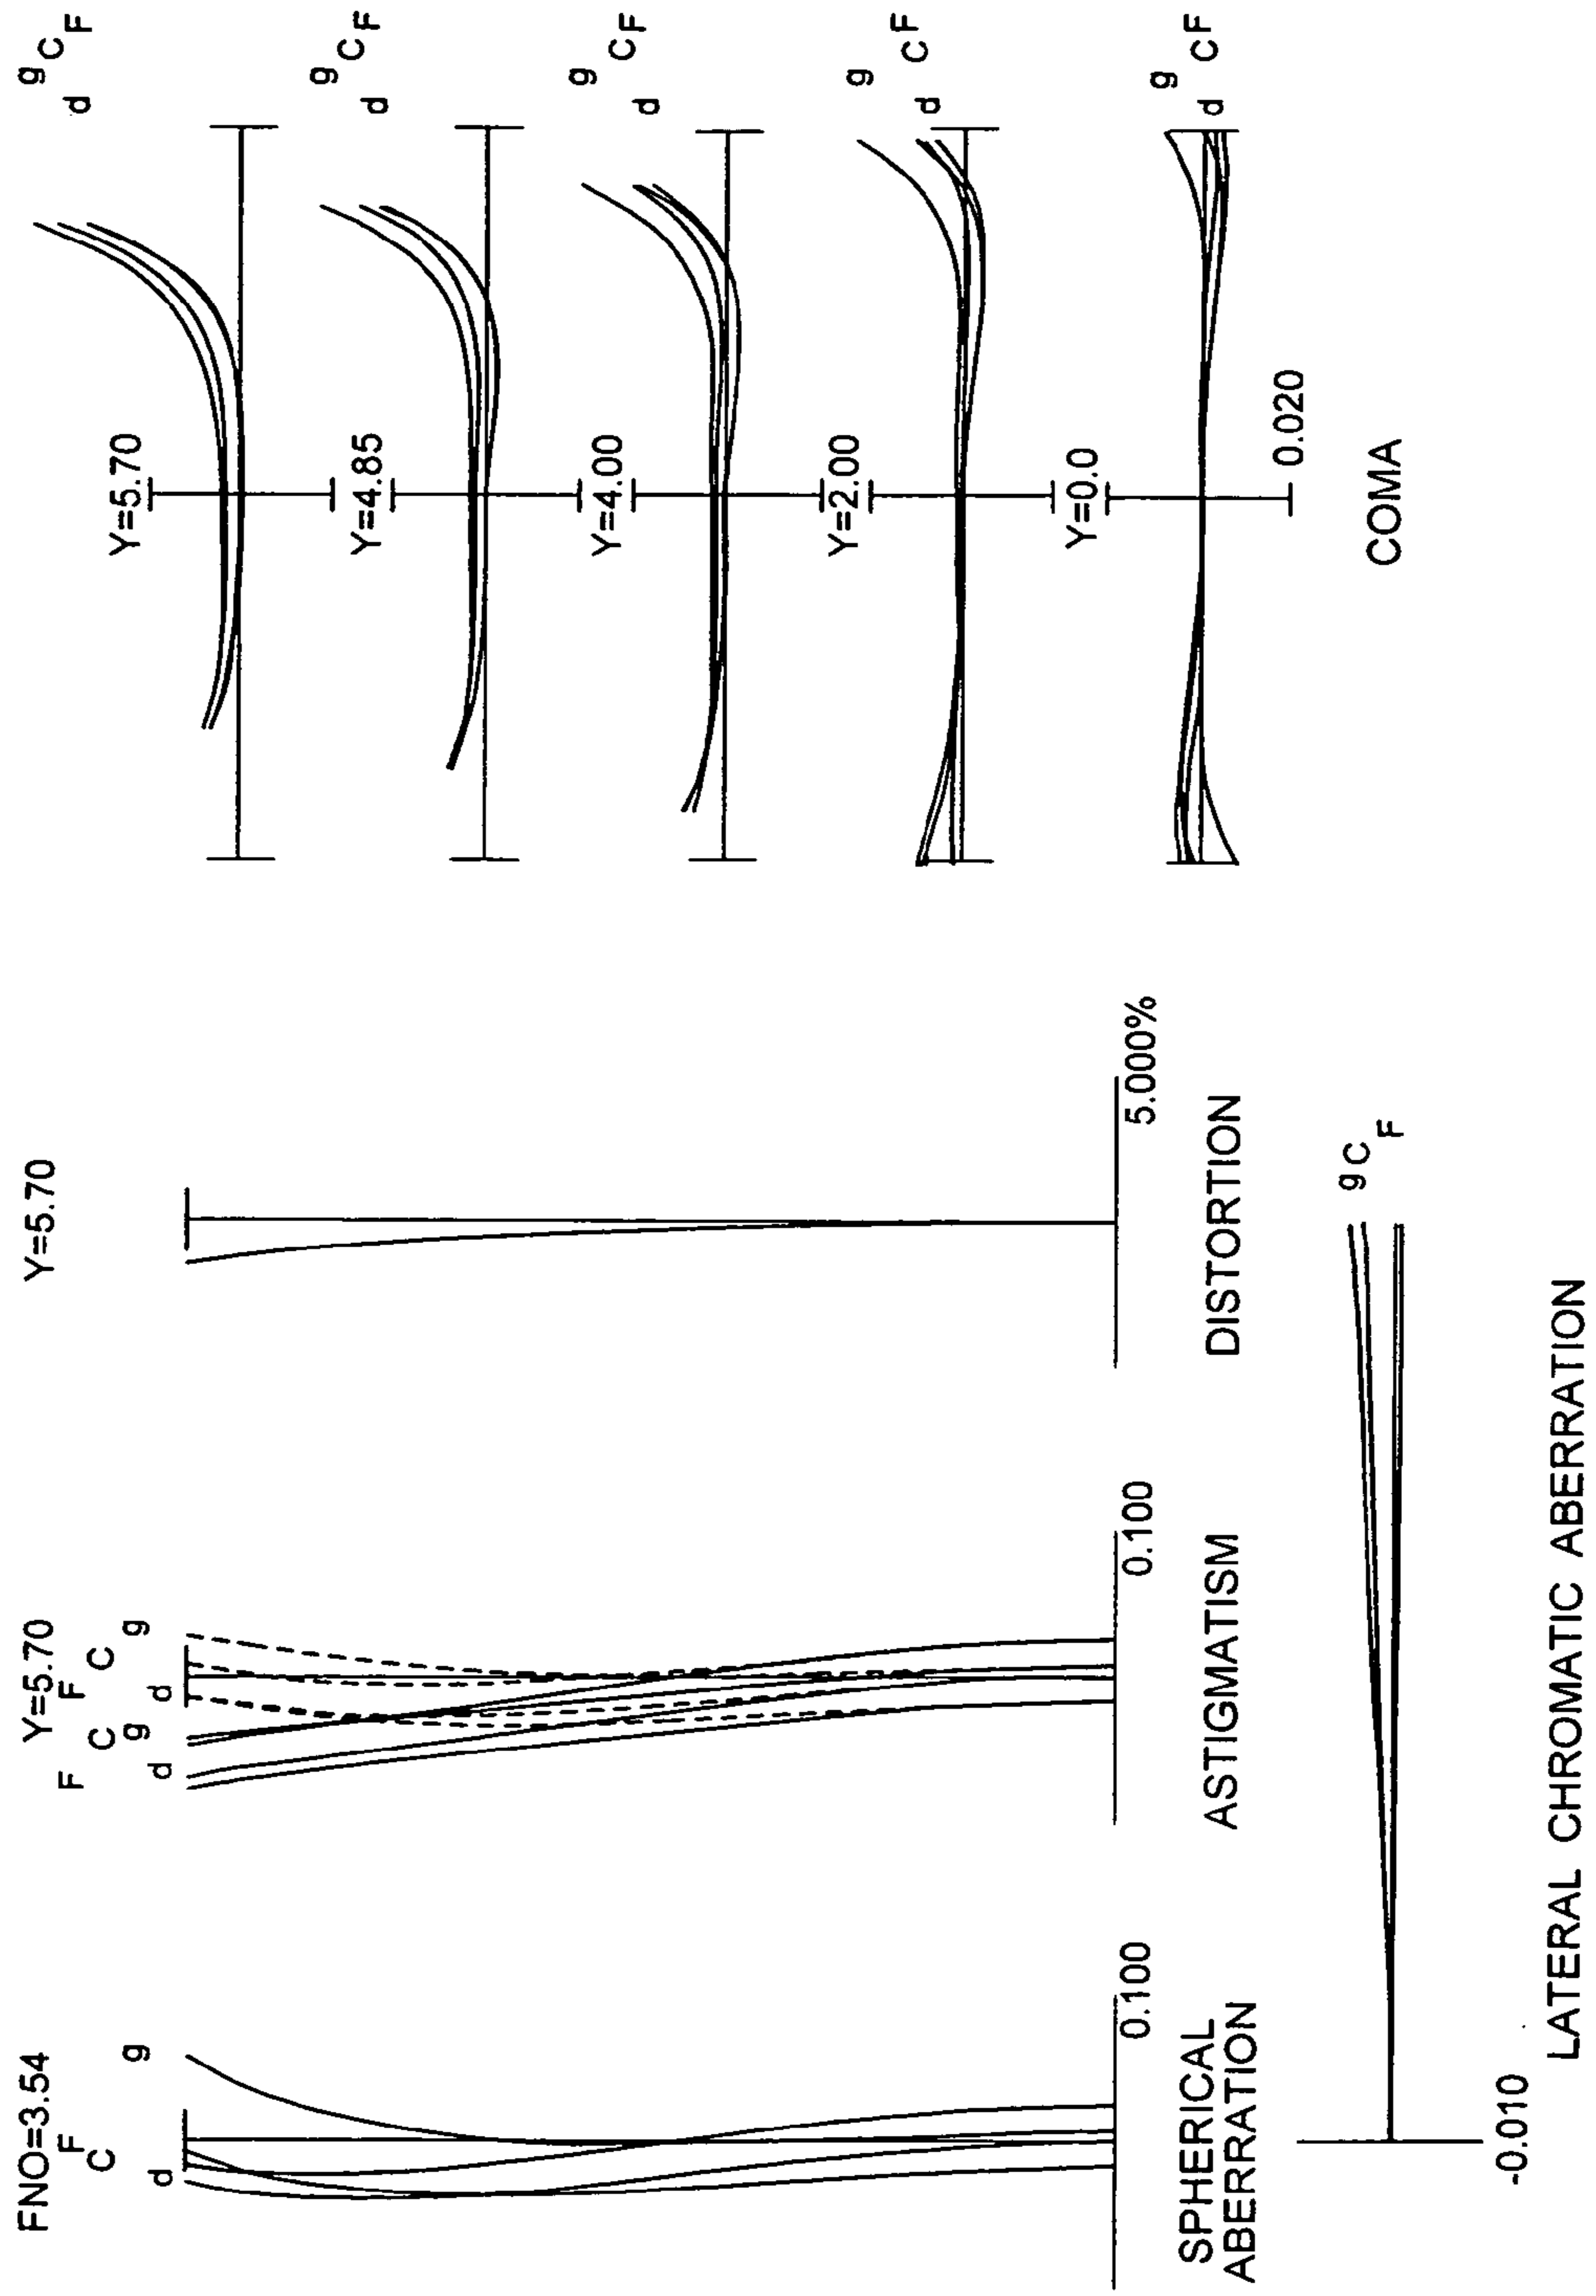 FNO=3.54
F
C
d
g
0.100
SPHERICAL
ABERRATION
Y=5.70
F
C
g
d
F
C
g
d
0.100
ASTIGMATISM
Y=5.70
5.000%
DISTORTION
Y=5.70
g
C
F
d
Y=4.85
g
C
F
d
Y=4.00
g
C
F
d
Y=2.00
g
C
F
d
Y=0.0
g
C
F
d
0.020
COMA
g
C
F
-0.010
LATERAL CHROMATIC ABERRATION